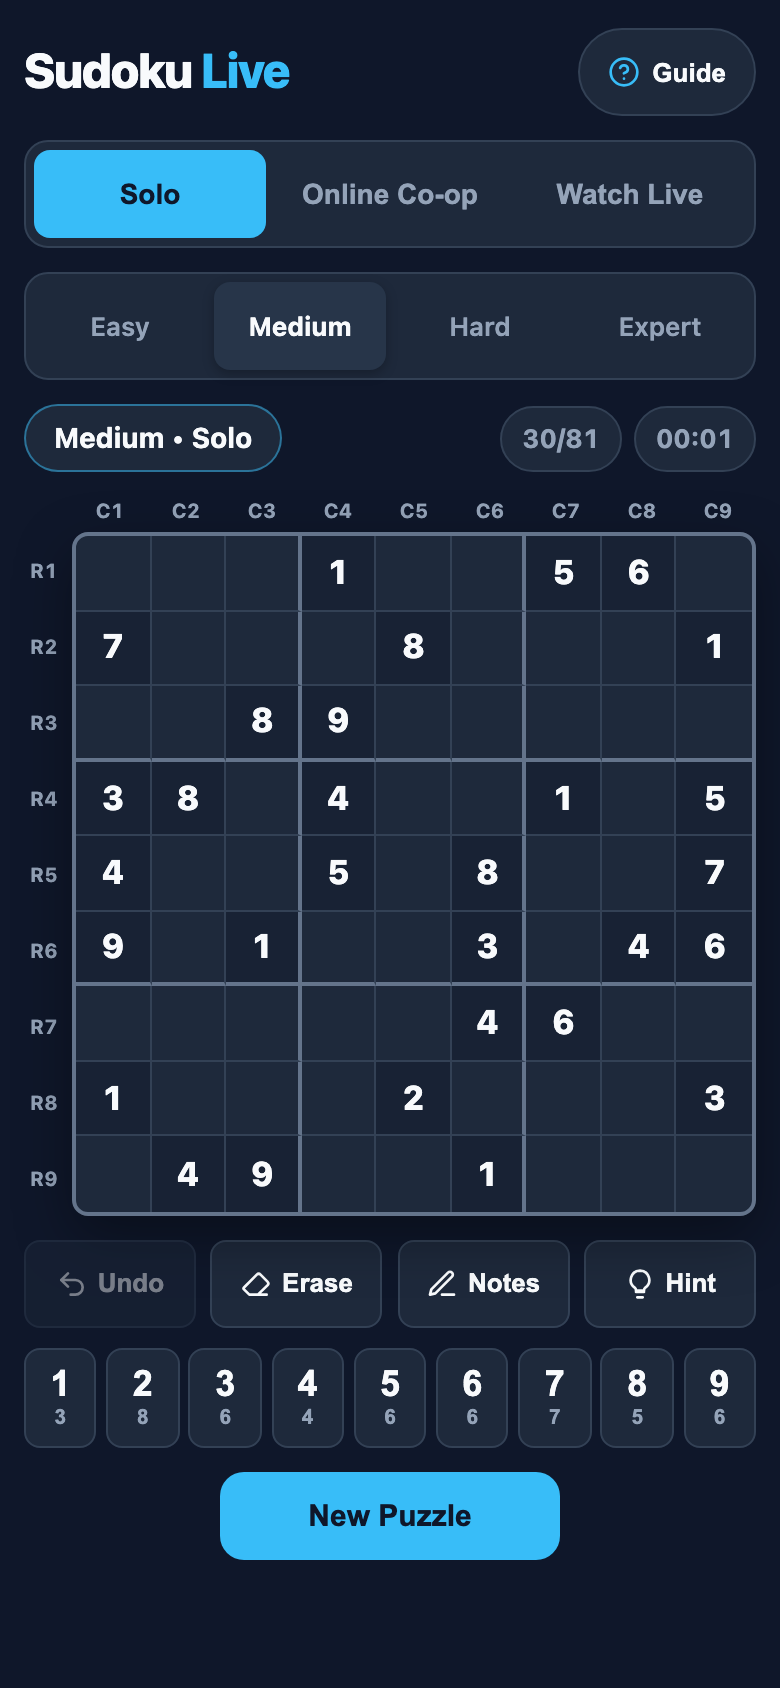 Sudoku Live
Guide
Solo Online Co-op Watch Live
Easy Medium Hard Expert
Medium • Solo 30/81 00:01
C1 C2 C3 C4 C5 C6 C7 C8 C9
R1 1 5 6
R2 7 8 1
R3 8 9
R4 3 8 4 1 5
R5 4 5 8 7
R6 9 1 3 4 6
R7 4 6
R8 1 2 3
R9 4 9 1
Undo Erase Notes Hint
1 2 3 4 5 6 7 8 9
3 8 6 4 6 6 7 5 6
New Puzzle